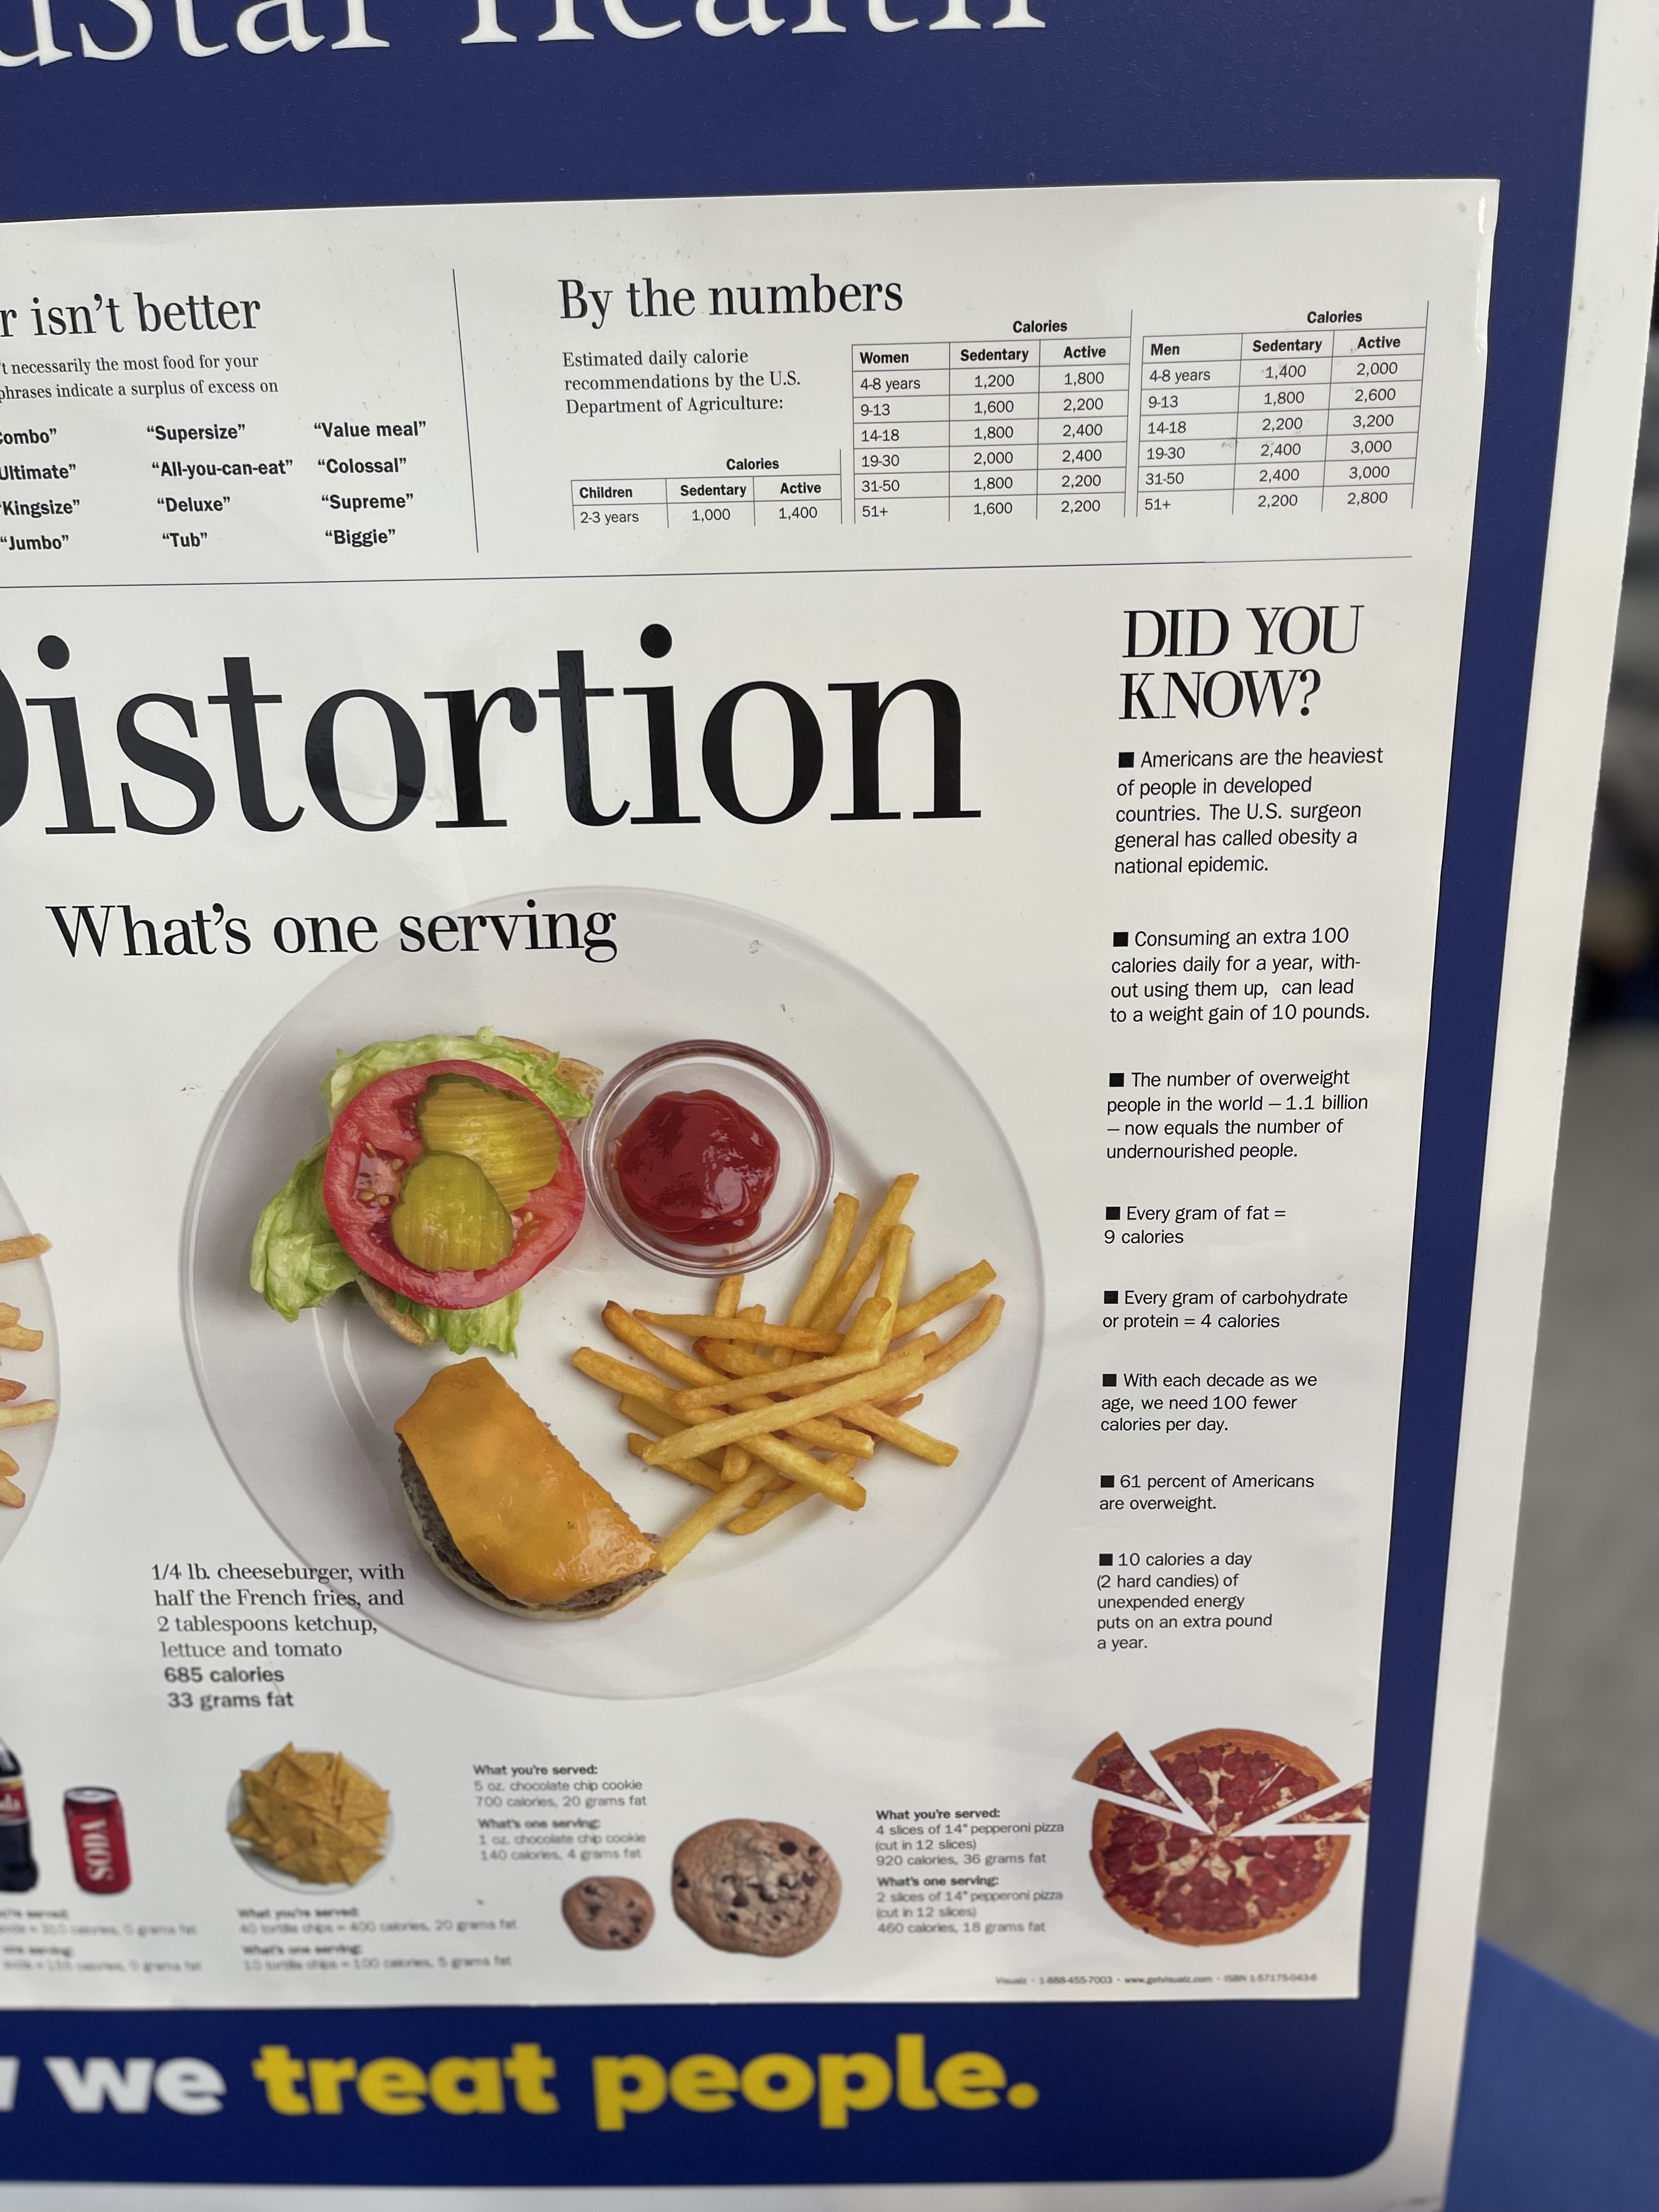 ustar Health
r isn’t better
’t necessarily the most food for your
phrases indicate a surplus of excess on
ombo” “Supersize” “Value meal”
Ultimate” “All-you-can-eat” “Colossal”
“Kingsize” “Deluxe” “Supreme”
“Jumbo” “Tub” “Biggie”
By the numbers
Estimated daily calorie
recommendations by the U.S.
Department of Agriculture:
Calories
Children Sedentary Active
2-3 years 1,000 1,400
Calories
Women Sedentary Active
4-8 years 1,200 1,800
9-13 1,600 2,200
14-18 1,800 2,400
19-30 2,000 2,400
31-50 1,800 2,200
51+ 1,600 2,200
Calories
Men Sedentary Active
4-8 years 1,400 2,000
9-13 1,800 2,600
14-18 2,200 3,200
19-30 2,400 3,000
31-50 2,400 3,000
51+ 2,200 2,800
Distortion
What’s one serving
1/4 lb. cheeseburger, with
half the French fries, and
2 tablespoons ketchup,
lettuce and tomato
685 calories
33 grams fat
DID YOU
KNOW?
■ Americans are the heaviest
of people in developed
countries. The U.S. surgeon
general has called obesity a
national epidemic.
■ Consuming an extra 100
calories daily for a year, with-
out using them up, can lead
to a weight gain of 10 pounds.
■ The number of overweight
people in the world – 1.1 billion
– now equals the number of
undernourished people.
■ Every gram of fat =
9 calories
■ Every gram of carbohydrate
or protein = 4 calories
■ With each decade as we
age, we need 100 fewer
calories per day.
■ 61 percent of Americans
are overweight.
■ 10 calories a day
(2 hard candies) of
unexpended energy
puts on an extra pound
a year.
SODA
What you’re served:
40 tortilla chips = 400 calories, 20 grams fat
What’s one serving:
10 tortilla chips = 100 calories, 5 grams fat
What you’re served:
5 oz. chocolate chip cookie
700 calories, 20 grams fat
What’s one serving:
1 oz. chocolate chip cookie
140 calories, 4 grams fat
What you’re served:
4 slices of 14" pepperoni pizza
(cut in 12 slices)
920 calories, 36 grams fat
What’s one serving:
2 slices of 14" pepperoni pizza
(cut in 12 slices)
460 calories, 18 grams fat
Visualz • 1-888-455-7003 • www.getvisualz.com • ISBN 1-57175-043-6
we treat people.